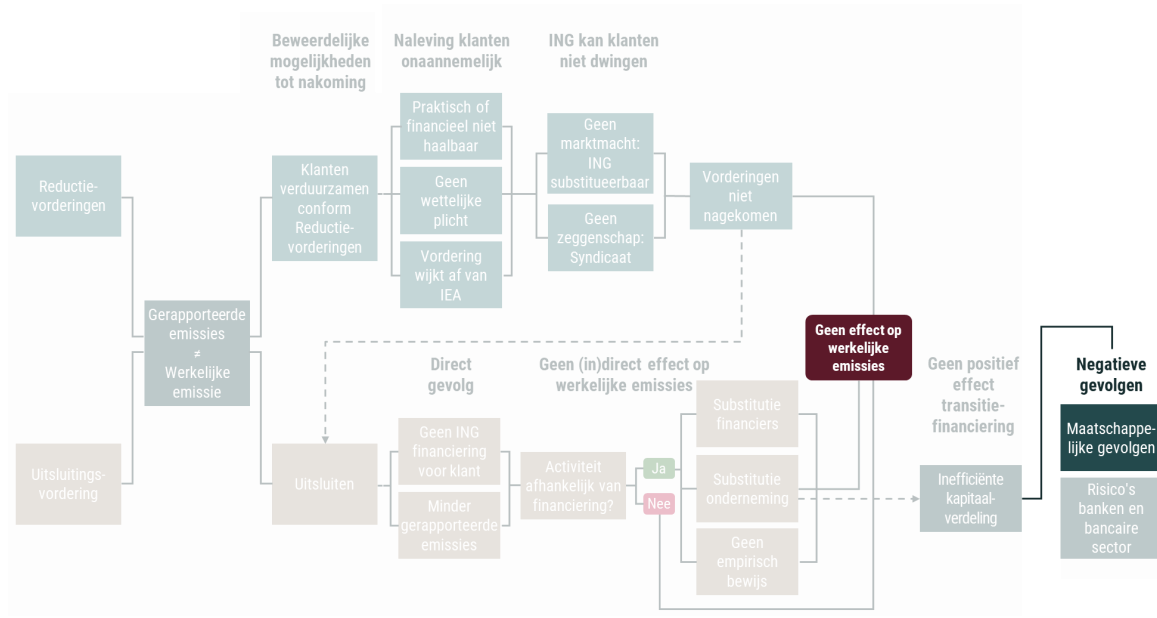 Beweerdelijke
mogelijkheden
tot nakoming
Naleving klanten
onaannemelijk
ING kan klanten
niet dwingen
Reductie-
vorderingen
Klanten
verduurzamen
conform
Reductie-
vorderingen
Praktisch of
financieel niet
haalbaar
Geen
wettelijke
plicht
Vordering
wijkt af van
IEA
Geen
marktmacht:
ING
substitueerbaar
Geen
zeggenschap:
Syndicaat
Vorderingen
niet
nagekomen
Gerapporteerde
emissies
≠
Werkelijke
emissie
Geen effect op
werkelijke
emissies
Direct
gevolg
Geen (in)direct effect op
werkelijke emissies
Geen positief
effect
transitie-
financiering
Negatieve
gevolgen
Uitsluitings-
vordering
Uitsluiten
Geen ING
financiering
voor klant
Minder
gerapporteerde
emissies
Activiteit
afhankelijk van
financiering?
Ja
Nee
Substitutie
financiers
Substitutie
onderneming
Geen
empirisch
bewijs
Inefficiënte
kapitaal-
verdeling
Maatschappe-
lijke gevolgen
Risico's
banken en
bancaire
sector